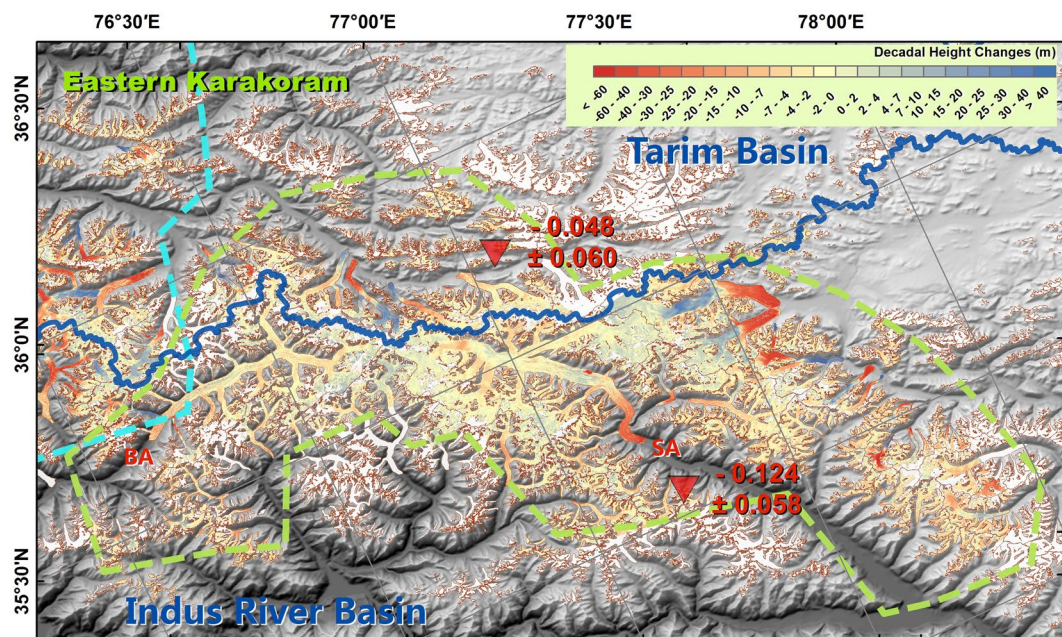 76°30'E
77°00'E
77°30'E
78°00'E
Decadal Height Changes (m)
< -60
-60 - -40
-40 - -30
-30 - -25
-25 - -20
-20 - -15
-15 - -10
-10 - -7
-7 - -4
-4 - -2
-2 - 0
0 - 2
2 - 4
4 - 7
7 - 10
10 - 15
15 - 20
20 - 25
25 - 30
30 - 40
> 40
Eastern Karakoram
36°30'N
Tarim Basin
- 0.048
± 0.060
36°0'N
BA
SA
- 0.124
± 0.058
35°30'N
Indus River Basin